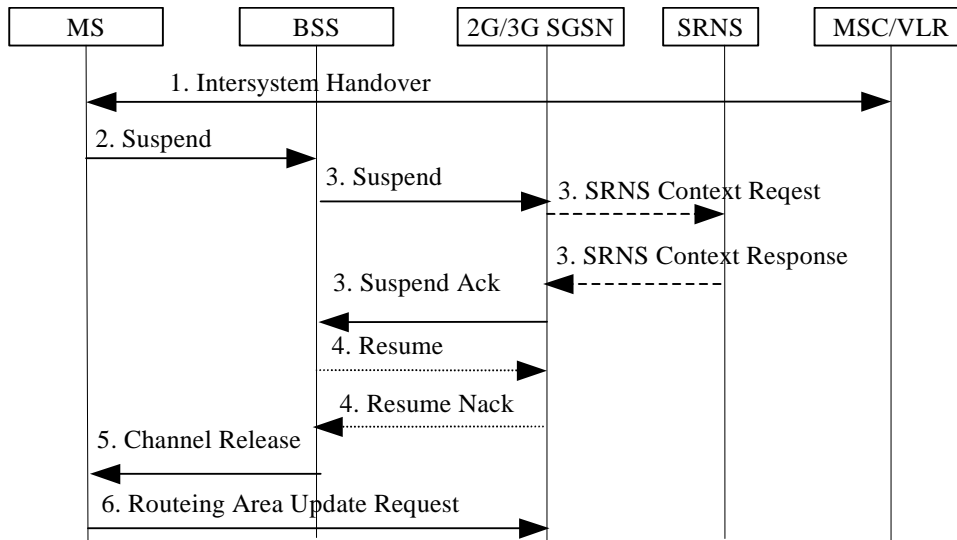 MS
BSS
2G/3G SGSN
SRNS
MSC/VLR
1. Intersystem Handover
2. Suspend
3. Suspend
3. SRNS Context Reqest
3. SRNS Context Response
3. Suspend Ack
4. Resume
4. Resume Nack
5. Channel Release
6. Routeing Area Update Request